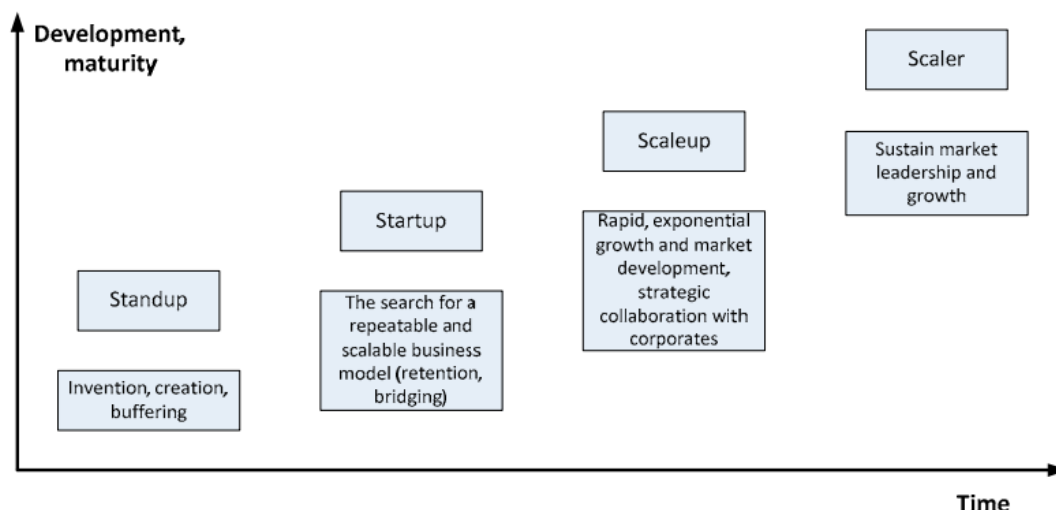 Development,
maturity
Scaler
Sustain market
leadership and
growth
Scaleup
Rapid, exponential
growth and market
development,
strategic
collaboration with
corporates
Startup
The search for a
repeatable and
scalable business
model (retention,
bridging)
Standup
Invention, creation,
buffering
Time